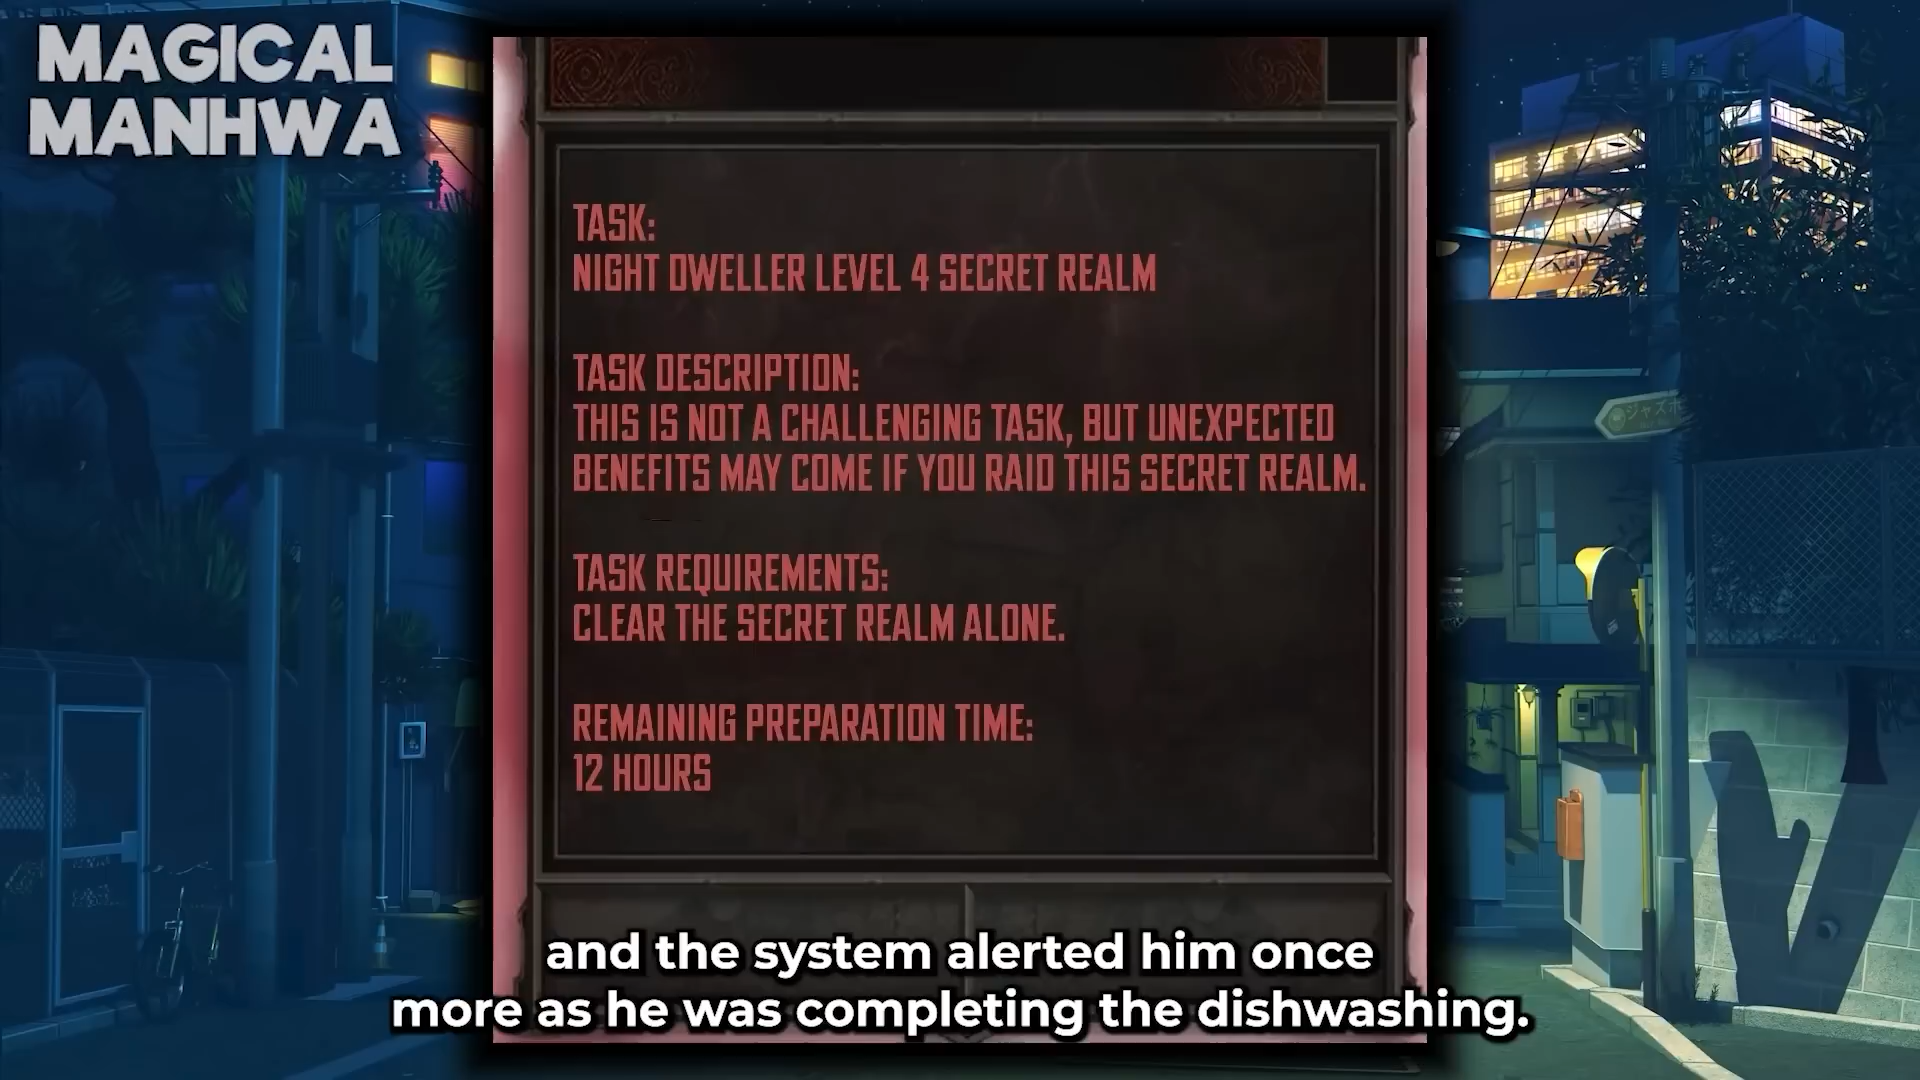 MAGICAL
MANHWA
TASK:
NIGHT DWELLER LEVEL 4 SECRET REALM
TASK DESCRIPTION:
THIS IS NOT A CHALLENGING TASK, BUT UNEXPECTED
BENEFITS MAY COME IF YOU RAID THIS SECRET REALM.
TASK REQUIREMENTS:
CLEAR THE SECRET REALM ALONE.
REMAINING PREPARATION TIME:
12 HOURS
and the system alerted him once
more as he was completing the dishwashing.